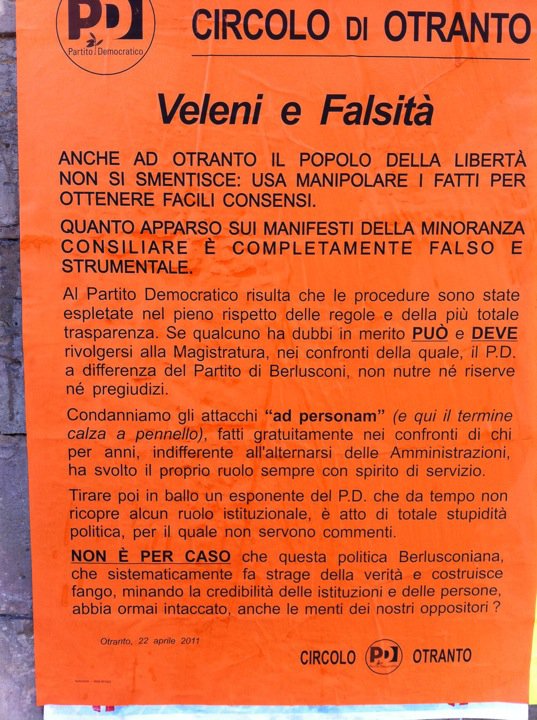 PD
Partito Democratico
CIRCOLO DI OTRANTO
Veleni e Falsità
ANCHE AD OTRANTO IL POPOLO DELLA LIBERTÀ
NON SI SMENTISCE: USA MANIPOLARE I FATTI PER
OTTENERE FACILI CONSENSI.
QUANTO APPARSO SUI MANIFESTI DELLA MINORANZA
CONSILIARE È COMPLETAMENTE FALSO E
STRUMENTALE.
Al Partito Democratico risulta che le procedure sono state
espletate nel pieno rispetto delle regole e della più totale
trasparenza. Se qualcuno ha dubbi in merito PUÒ e DEVE
rivolgersi alla Magistratura, nei confronti della quale, il P.D.
a differenza del Partito di Berlusconi, non nutre né riserve
né pregiudizi.
Condanniamo gli attacchi “ad personam” (e qui il termine
calza a pennello), fatti gratuitamente nei confronti di chi
per anni, indifferente all'alternarsi delle Amministrazioni,
ha svolto il proprio ruolo sempre con spirito di servizio.
Tirare poi in ballo un esponente del P.D. che da tempo non
ricopre alcun ruolo istituzionale, è atto di totale stupidità
politica, per il quale non servono commenti.
NON È PER CASO che questa politica Berlusconiana,
che sistematicamente fa strage della verità e costruisce
fango, minando la credibilità delle istituzioni e delle persone,
abbia ormai intaccato, anche le menti dei nostri oppositori ?
Otranto, 22 aprile 2011
CIRCOLO PD OTRANTO
Partito Democratico